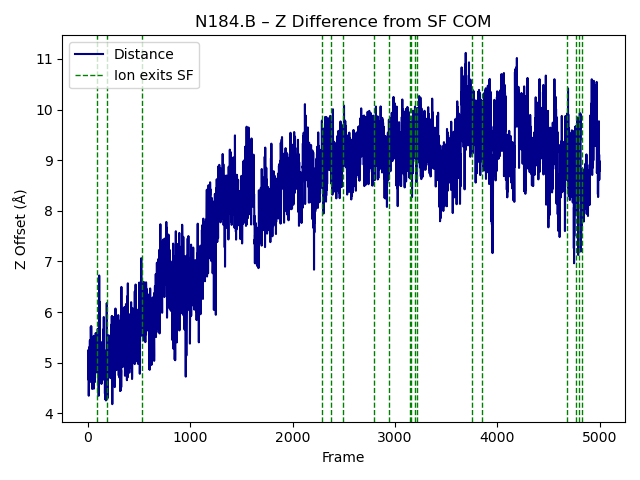 N184.B – Z Difference from SF COM
Distance
Ion exits SF
Z Offset (Å)
11
10
9
8
7
6
5
4
0
1000
2000
3000
4000
5000
Frame